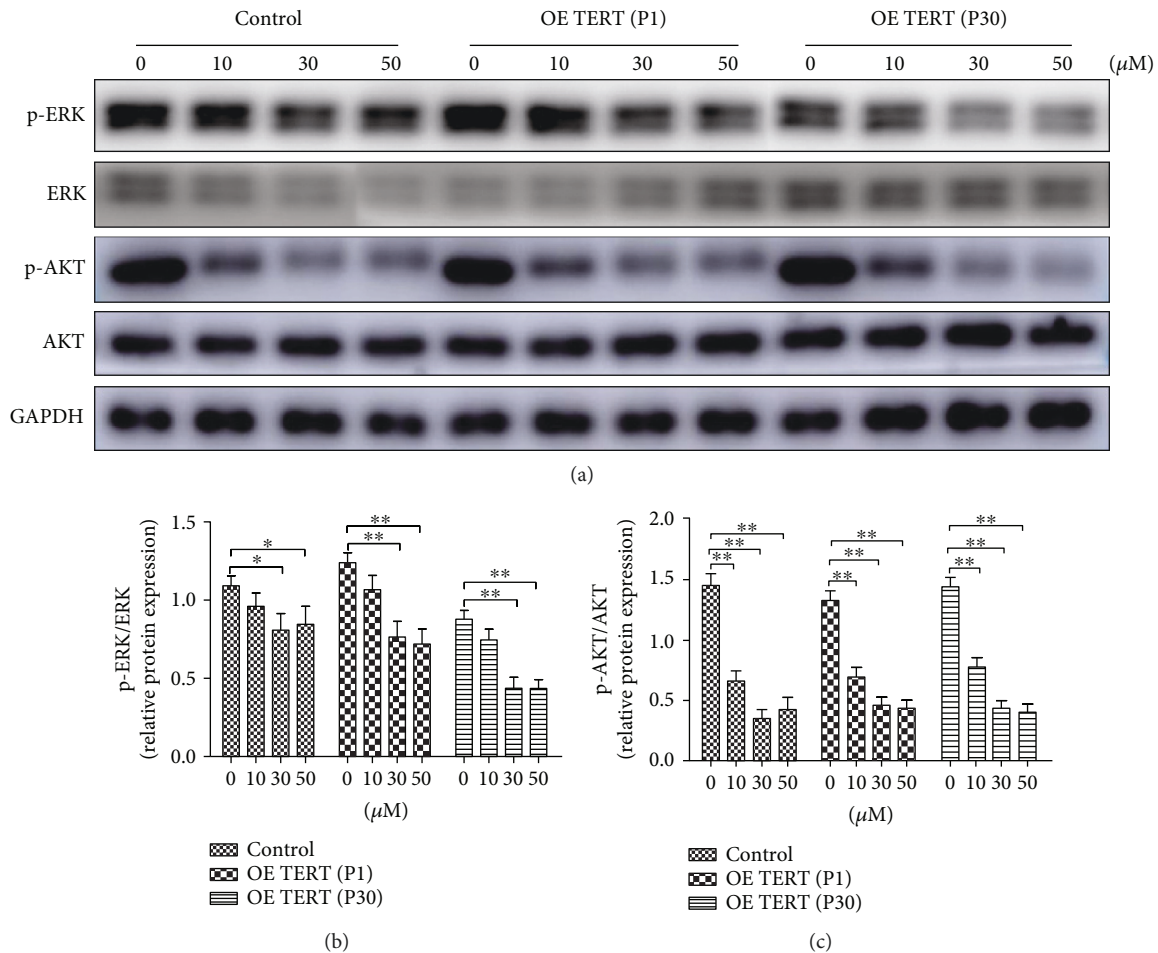 Control OE TERT (P1) OE TERT (P30)
0 10 30 50 0 10 30 50 0 10 30 50 (μM)
p-ERK
ERK
p-AKT
AKT
GAPDH
(a)
p-ERK/ERK
(relative protein expression)
1.5
1.0
0.5
0.0
* * ** ** ** **
0 10 30 50 0 10 30 50 0 10 30 50
(μM)
Control
OE TERT (P1)
OE TERT (P30)
(b)
p-AKT/AKT
(relative protein expression)
2.0
1.5
1.0
0.5
0.0
** ** ** ** ** ** ** ** **
0 10 30 50 0 10 30 50 0 10 30 50
(μM)
Control
OE TERT (P1)
OE TERT (P30)
(c)